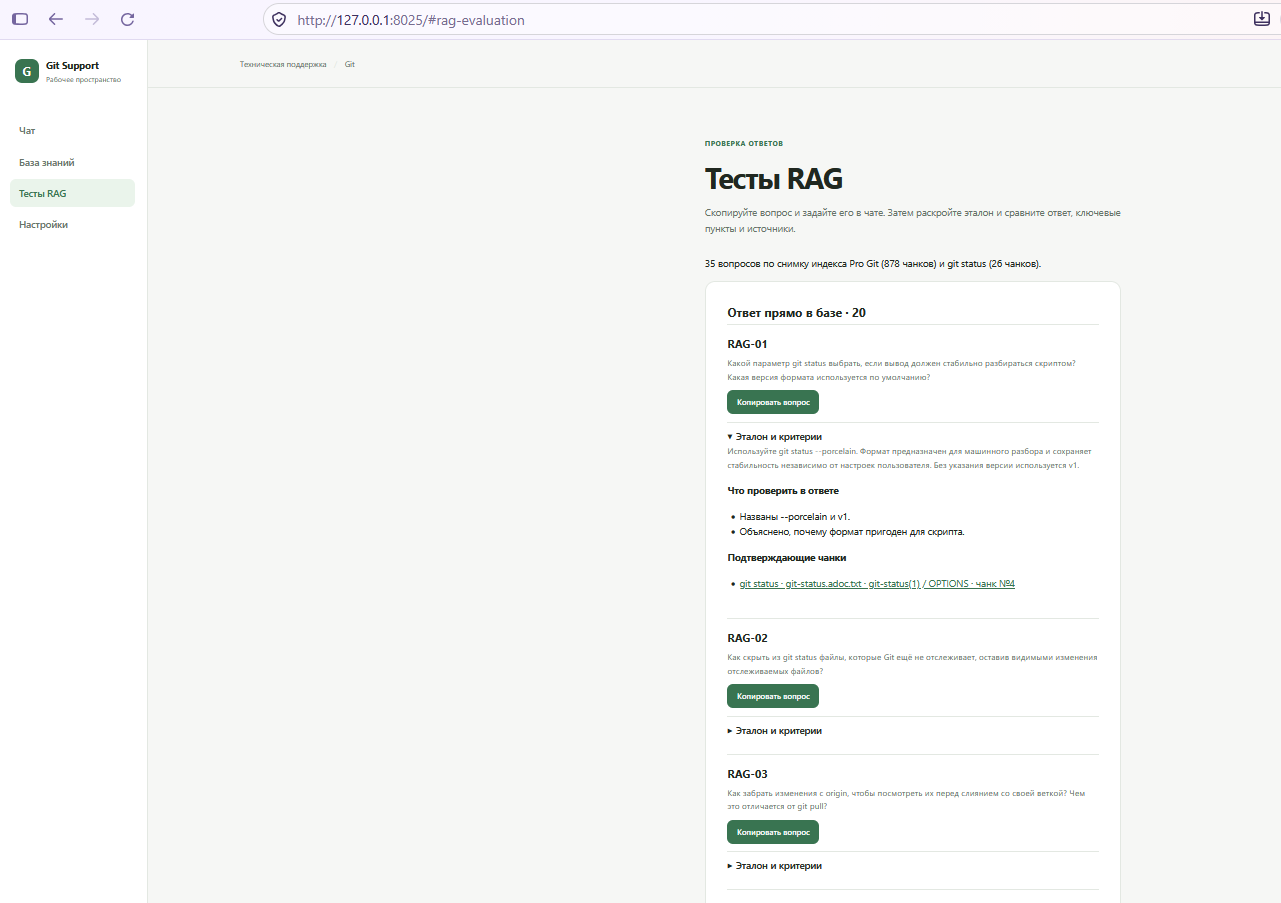 http://127.0.0.1:8025/#rag-evaluation
G
Git Support
Рабочее пространство
Техническая поддержка / Git
Чат
База знаний
Тесты RAG
Настройки
ПРОВЕРКА ОТВЕТОВ
Тесты RAG
Скопируйте вопрос и задайте его в чате. Затем раскройте эталон и сравните ответ, ключевые
пункты и источники.
35 вопросов по снимку индекса Pro Git (878 чанков) и git status (26 чанков).
Ответ прямо в базе · 20
RAG-01
Какой параметр git status выбрать, если вывод должен стабильно разбираться скриптом?
Какая версия формата используется по умолчанию?
Копировать вопрос
▾ Эталон и критерии
Используйте git status --porcelain. Формат предназначен для машинного разбора и сохраняет
стабильность независимо от настроек пользователя. Без указания версии используется v1.
Что проверить в ответе
• Названы --porcelain и v1.
• Объяснено, почему формат пригоден для скрипта.
Подтверждающие чанки
• git status · git-status.adoc.txt · git-status(1) / OPTIONS · чанк №4
RAG-02
Как скрыть из git status файлы, которые Git ещё не отслеживает, оставив видимыми изменения
отслеживаемых файлов?
Копировать вопрос
▸ Эталон и критерии
RAG-03
Как забрать изменения с origin, чтобы посмотреть их перед слиянием со своей веткой? Чем
это отличается от git pull?
Копировать вопрос
▸ Эталон и критерии